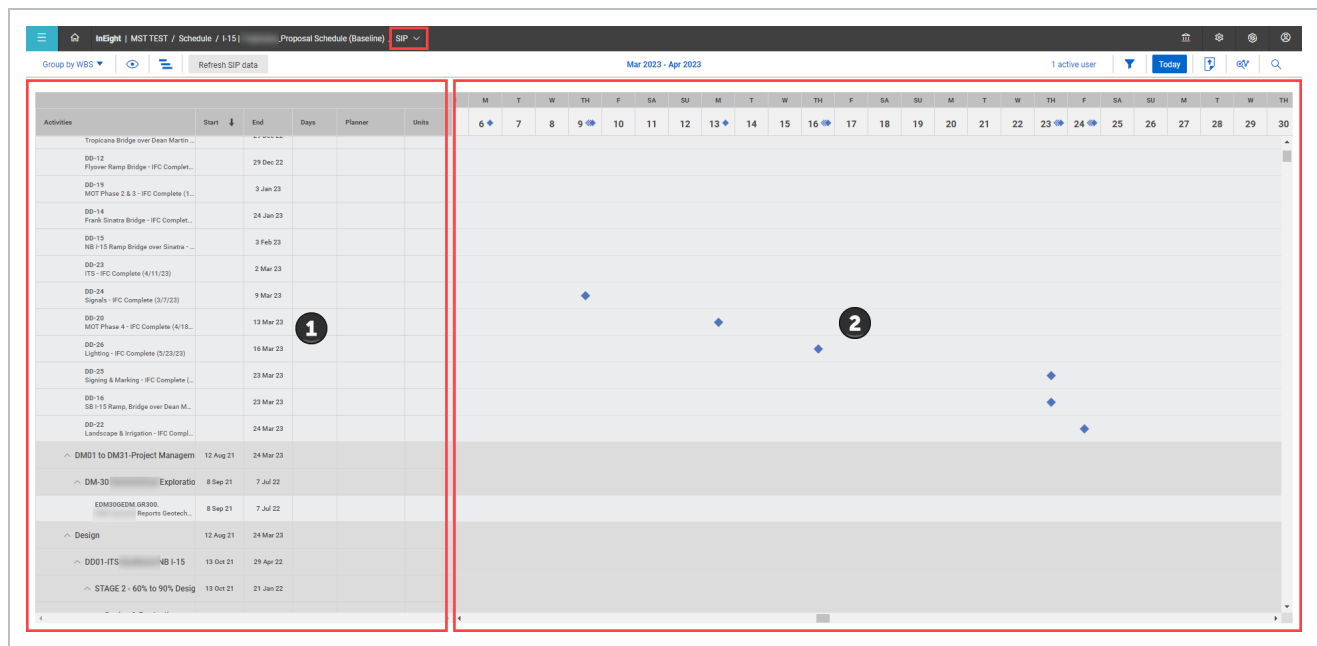 InEight | MST TEST / Schedule / I-15 | _Proposal Schedule (Baseline) SIP
Group by WBS Refresh SIP data Mar 2023 - Apr 2023 1 active user Today
M T W TH F SA SU M T W TH F SA SU M T W TH F SA SU M T W TH
Activities Start End Days Planner Units 6 7 8 9 10 11 12 13 14 15 16 17 18 19 20 21 22 23 24 25 26 27 28 29 30
Tropicana Bridge over Dean Martin ...
DD-12
Flyover Ramp Bridge - IFC Complet... 29 Dec 22
DD-19
MOT Phase 2 & 3 - IFC Complete (1... 3 Jan 23
DD-14
Frank Sinatra Bridge - IFC Complet... 24 Jan 23
DD-15
NB I-15 Ramp Bridge over Sinatra - ... 3 Feb 23
DD-23
ITS - IFC Complete (4/11/23) 2 Mar 23
DD-24
Signals - IFC Complete (3/7/23) 9 Mar 23
DD-20
MOT Phase 4 - IFC Complete (4/18... 13 Mar 23
1
2
DD-26
Lighting - IFC Complete (5/23/23) 16 Mar 23
DD-25
Signing & Marking - IFC Complete (... 23 Mar 23
DD-16
SB I-15 Ramp, Bridge over Dean M... 23 Mar 23
DD-22
Landscape & Irrigation - IFC Compl... 24 Mar 23
DM01 to DM31-Project Managem 12 Aug 21 24 Mar 23
DM-30 Exploratio 8 Sep 21 7 Jul 22
EDM30GEDM.GR300.
Reports Geotech... 8 Sep 21 7 Jul 22
Design 12 Aug 21 24 Mar 23
DD01-ITS NB I-15 13 Oct 21 29 Apr 22
STAGE 2 - 60% to 90% Desig 13 Oct 21 21 Jan 22